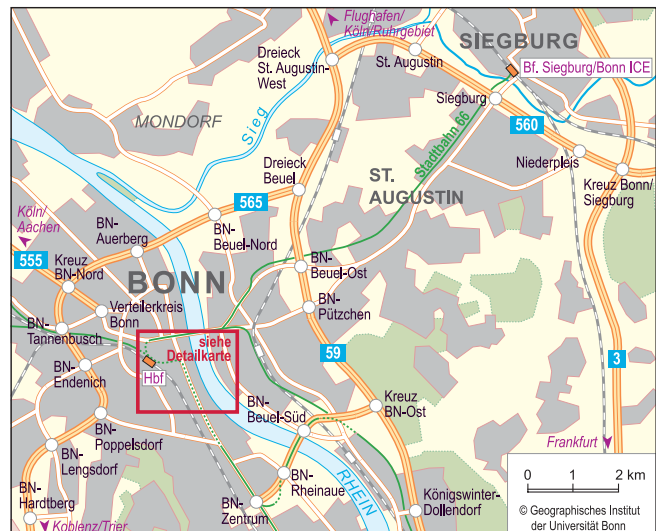 Flughafen/
Köln/Ruhrgebiet
SIEGBURG
Dreieck
St. Augustin-
West
St. Augustin
Bf. Siegburg/Bonn ICE
Siegburg
MONDORF
Sieg
Stadtbahn 66
560
Niederpleis
ST.
AUGUSTIN
Kreuz Bonn/
Siegburg
Dreieck
Beuel
565
Köln/
Aachen
BN-
Auerberg
BN-
Beuel-Nord
555
Kreuz
BN-Nord
BONN
BN-
Beuel-Ost
Verteilerkreis
Bonn
BN-
Pützchen
BN-
Tannenbusch
siehe
Detailkarte
59
3
BN-
Endenich
Hbf
BN-
Poppelsdorf
BN-
Beuel-Süd
Kreuz
BN-Ost
BN-
Lengsdorf
Frankfurt
BN-
Rheinaue
RHEIN
BN-
Hardtberg
BN-
Zentrum
Königswinter-
Dollendorf
Koblenz/Trier
0 1 2 km
© Geographisches Institut
der Universität Bonn